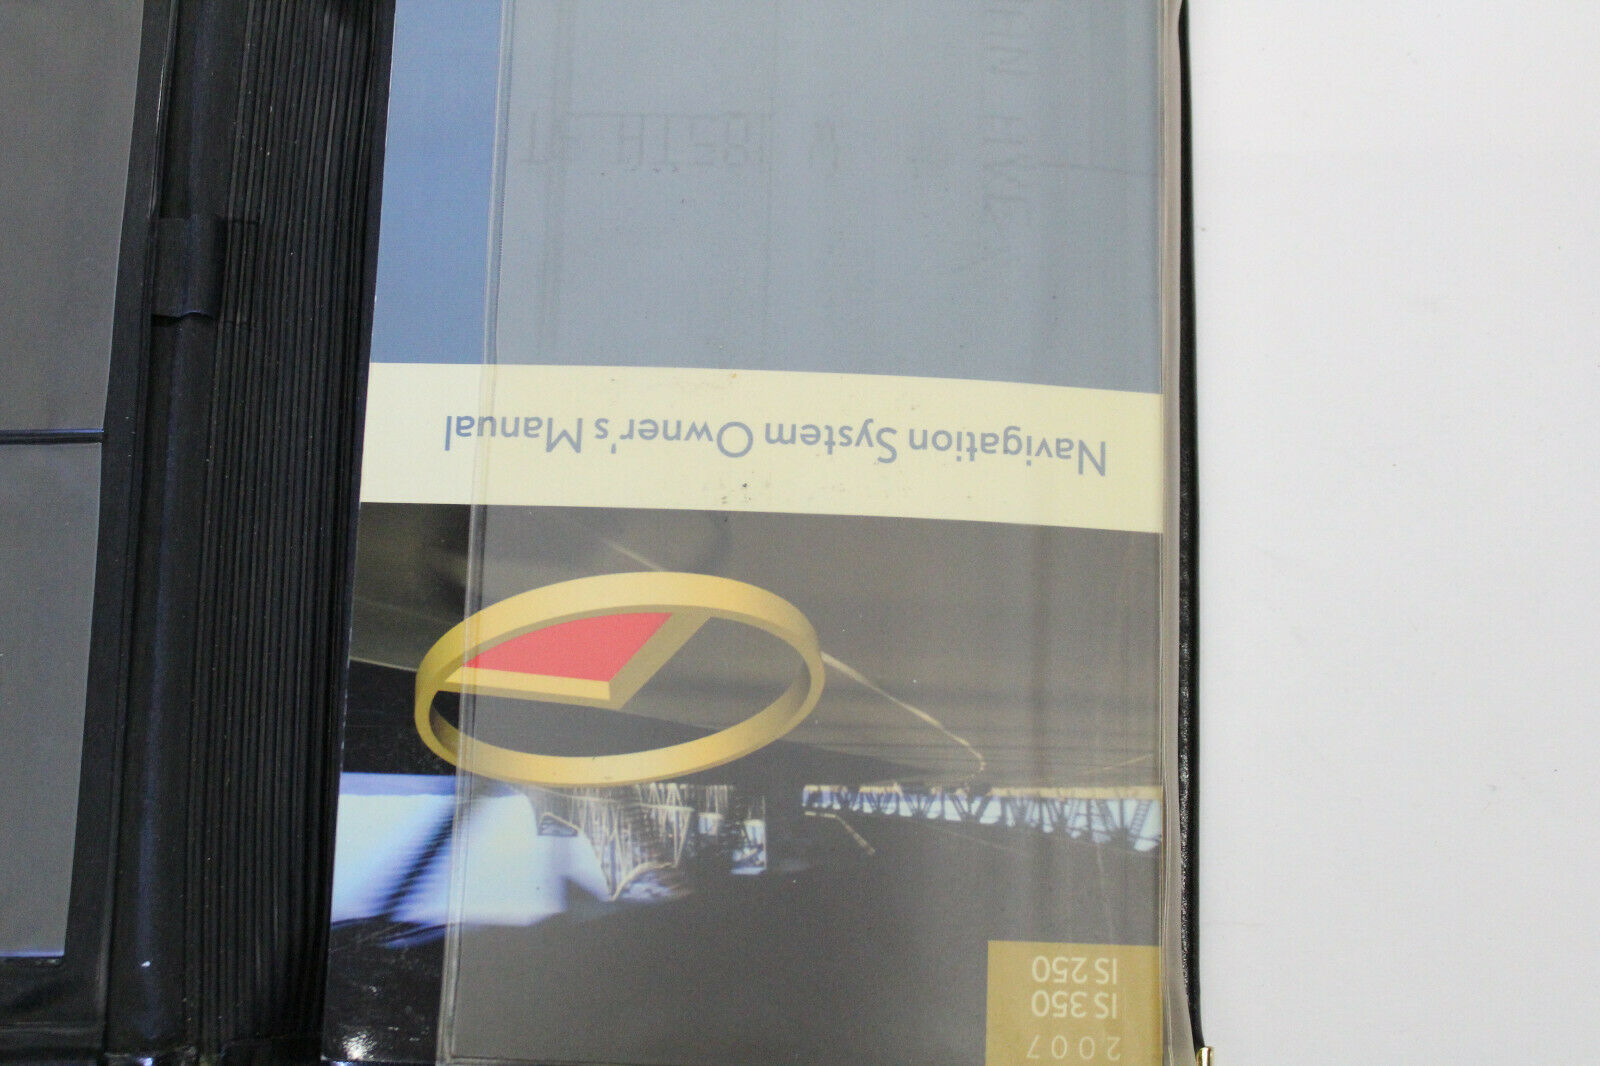 2007
IS 350
IS 250
Navigation System Owner's Manual